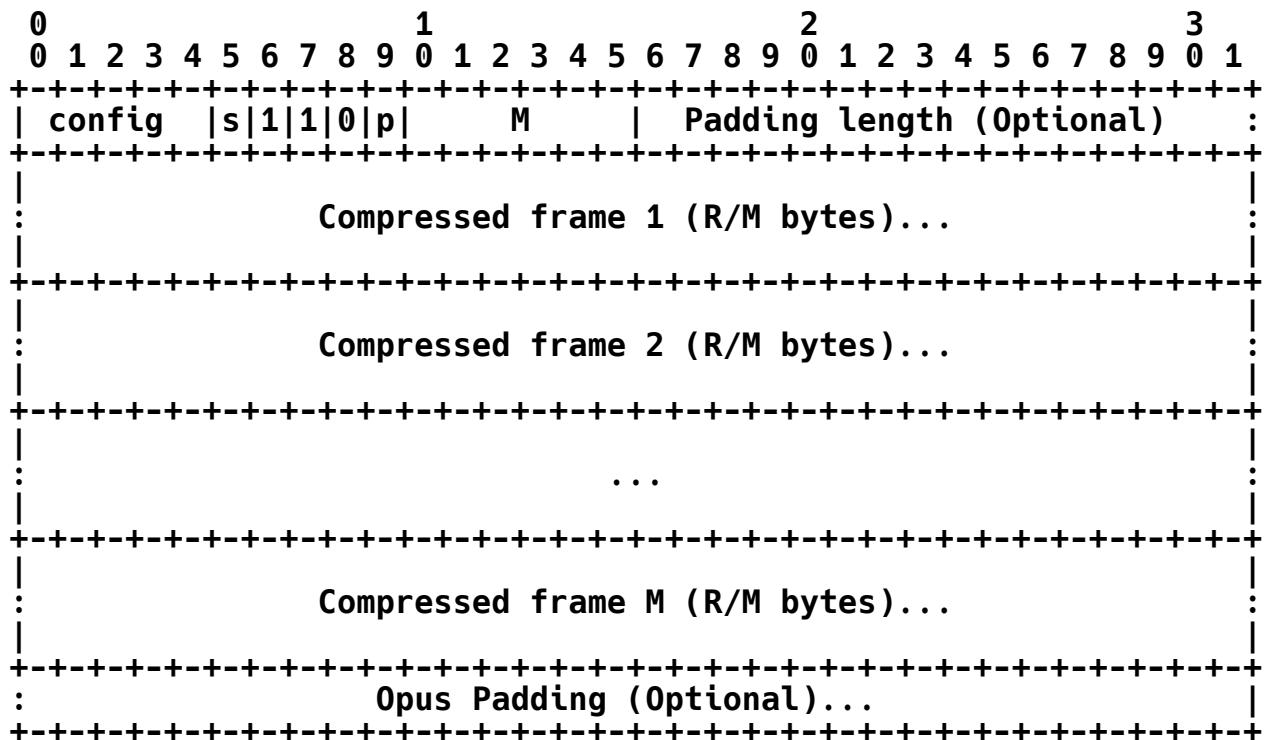 0                   1                   2                   3
 0 1 2 3 4 5 6 7 8 9 0 1 2 3 4 5 6 7 8 9 0 1 2 3 4 5 6 7 8 9 0 1
+-+-+-+-+-+-+-+-+-+-+-+-+-+-+-+-+-+-+-+-+-+-+-+-+-+-+-+-+-+-+-+-+
| config  |s|1|1|0|p|     M     |  Padding length (Optional)    :
+-+-+-+-+-+-+-+-+-+-+-+-+-+-+-+-+-+-+-+-+-+-+-+-+-+-+-+-+-+-+-+-+
|                                                               |
:               Compressed frame 1 (R/M bytes)...               :
|                                                               |
+-+-+-+-+-+-+-+-+-+-+-+-+-+-+-+-+-+-+-+-+-+-+-+-+-+-+-+-+-+-+-+-+
|                                                               |
:               Compressed frame 2 (R/M bytes)...               :
|                                                               |
+-+-+-+-+-+-+-+-+-+-+-+-+-+-+-+-+-+-+-+-+-+-+-+-+-+-+-+-+-+-+-+-+
|                                                               |
:                              ...                              :
|                                                               |
+-+-+-+-+-+-+-+-+-+-+-+-+-+-+-+-+-+-+-+-+-+-+-+-+-+-+-+-+-+-+-+-+
|                                                               |
:               Compressed frame M (R/M bytes)...               :
|                                                               |
+-+-+-+-+-+-+-+-+-+-+-+-+-+-+-+-+-+-+-+-+-+-+-+-+-+-+-+-+-+-+-+-+
:                  Opus Padding (Optional)...                   |
+-+-+-+-+-+-+-+-+-+-+-+-+-+-+-+-+-+-+-+-+-+-+-+-+-+-+-+-+-+-+-+-+